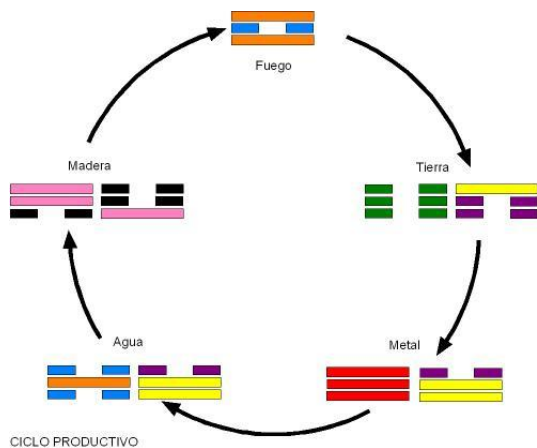 Fuego
Madera
Tierra
Agua
Metal
CICLO PRODUCTIVO